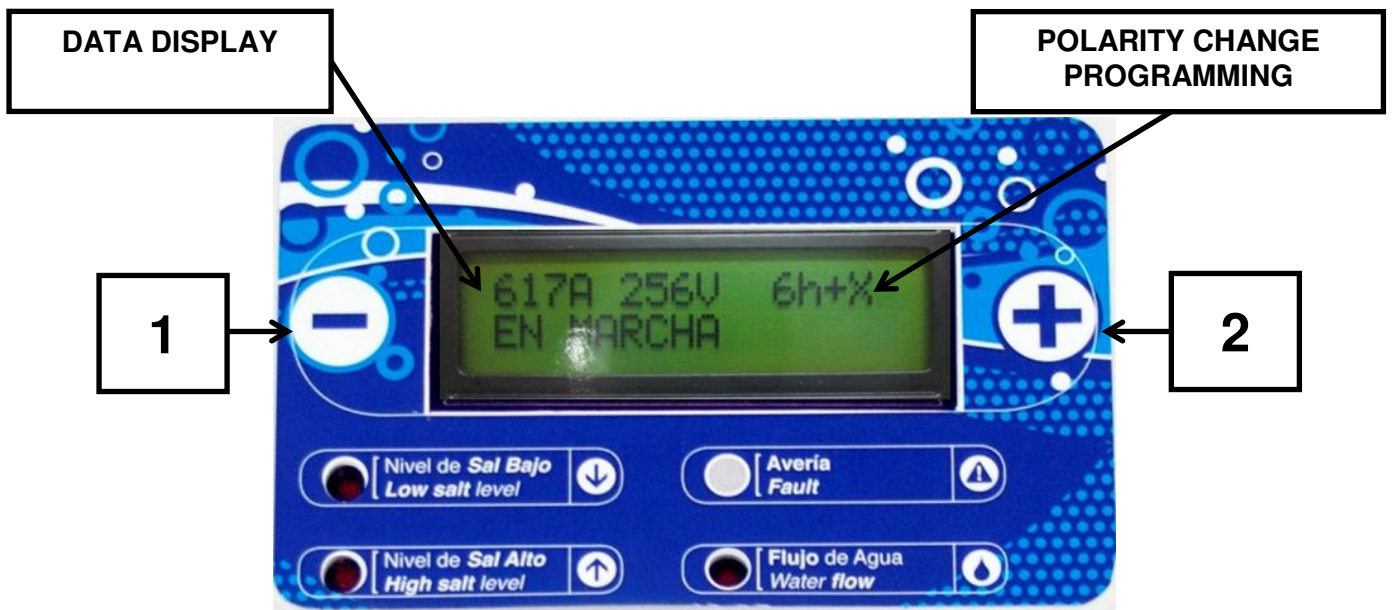 DATA DISPLAY
POLARITY CHANGE
PROGRAMMING
617A 256V 6h+X
EN MARCHA
1
2
Nivel de Sal Bajo
Low salt level
Avería
Fault
Nivel de Sal Alto
High salt level
Flujo de Agua
Water flow